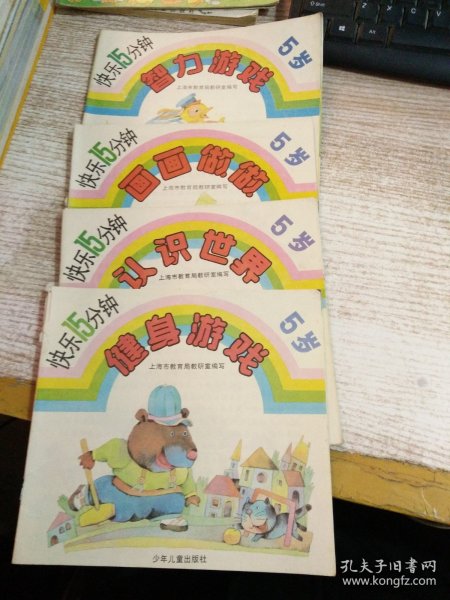 快乐15分钟
5岁
智力游戏
上海市教育局教研室编写
快乐15分钟
5岁
画画做做
上海市教育局教研室编写
快乐15分钟
5岁
认识世界
上海市教育局教研室编写
快乐15分钟
5岁
健身游戏
上海市教育局教研室编写
少年儿童出版社
孔夫子旧书网
www.kongfz.com